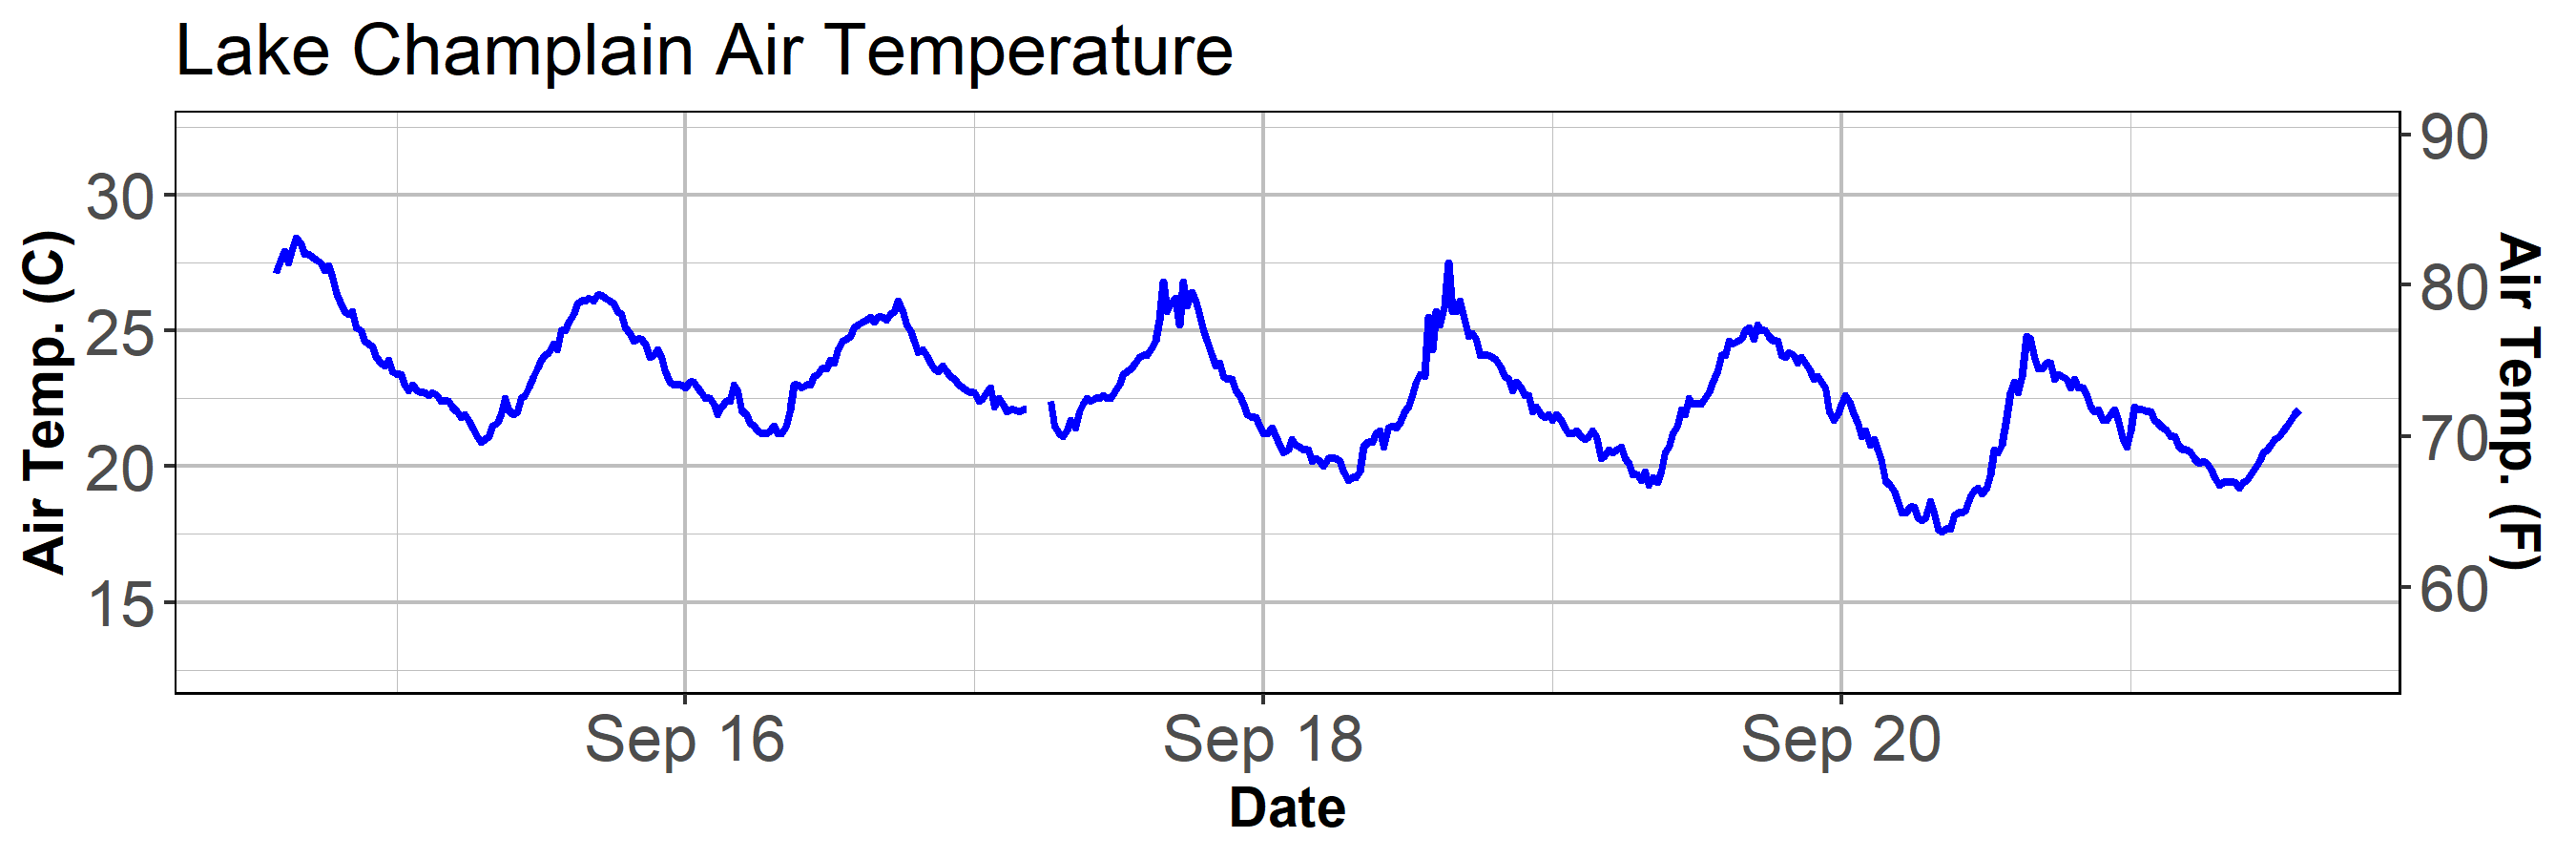 Lake Champlain Air Temperature
Air Temp. (C)
30
25
20
15
90
80
70
60
Air Temp. (F)
Sep 16
Sep 18
Sep 20
Date